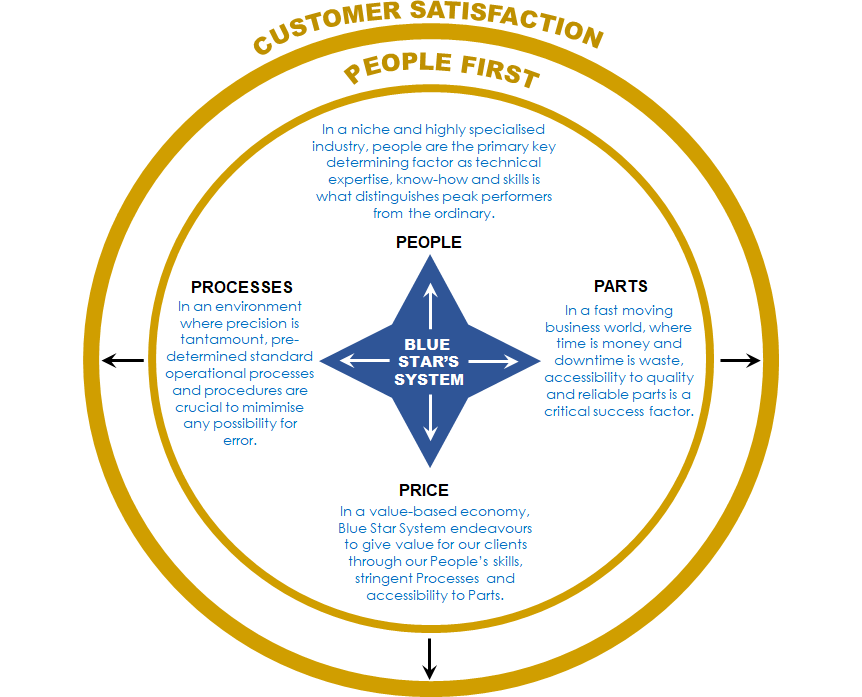 CUSTOMER SATISFACTION
PEOPLE FIRST
In a niche and highly specialised
industry, people are the primary key
determining factor as technical
expertise, know-how and skills is
what distinguishes peak performers
from the ordinary.
PEOPLE
PROCESSES
In an environment
where precision is
tantamount, pre-
determined standard
operational processes
and procedures are
crucial to mimimise
any possibility for
error.
BLUE
STAR'S
SYSTEM
PARTS
In a fast moving
business world, where
time is money and
downtime is waste,
accessibility to quality
and reliable parts is a
critical success factor.
PRICE
In a value-based economy,
Blue Star System endeavours
to give value for our clients
through our People's skills,
stringent Processes and
accessibility to Parts.